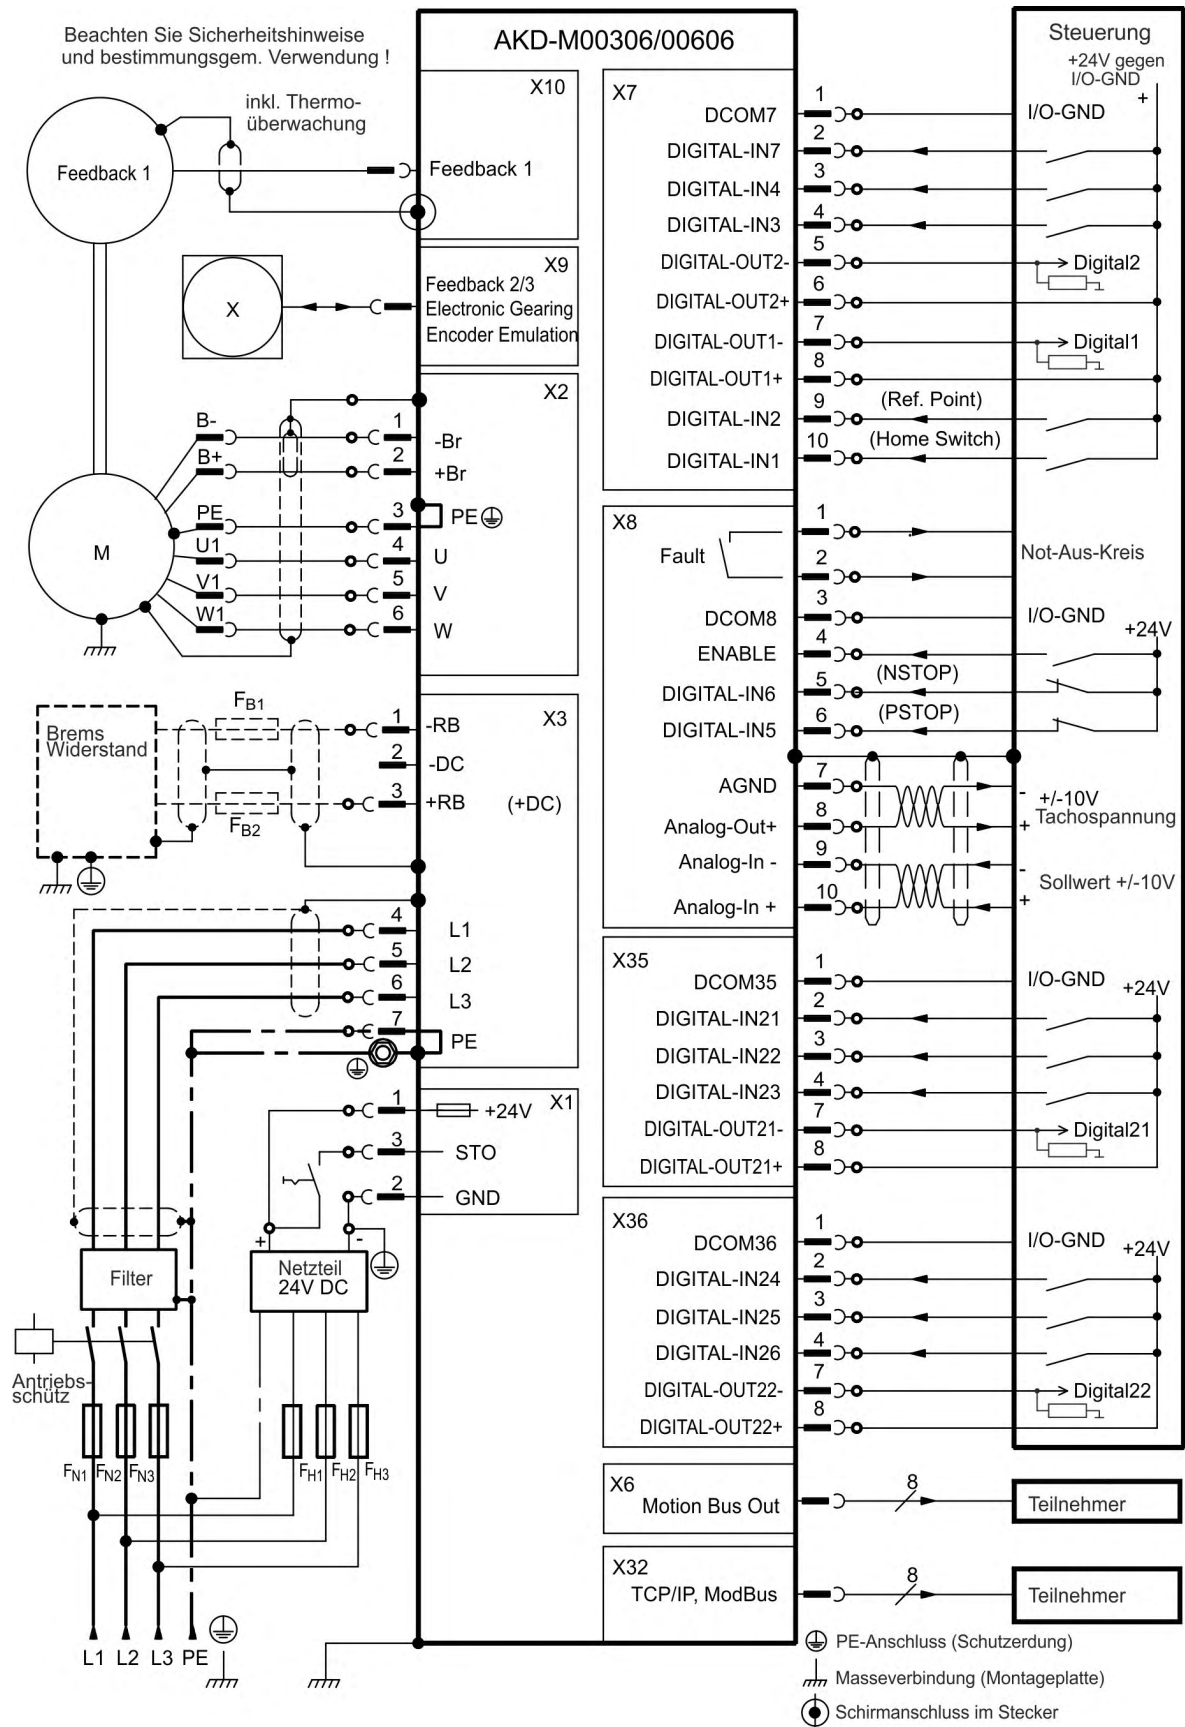 Beachten Sie Sicherheitshinweise
und bestimmungsgem. Verwendung !
AKD-M00306/00606
Steuerung
+24V gegen
I/O-GND
+
inkl. Thermo-
überwachung
Feedback 1
X10
Feedback 1
X
X9
Feedback 2/3
Electronic Gearing
Encoder Emulation
X2
B-
1
-Br
B+
2
+Br
PE
3
PE
U1
4
U
V1
5
V
W1
6
W
M
Brems
Widerstand
FB1
FB2
X3
1
-RB
2
-DC
3
+RB
(+DC)
4
L1
5
L2
6
L3
7
PE
X1
1
+24V
3
STO
2
GND
+
-
Netzteil
24V DC
Filter
Antriebs-
schütz
FN1
FN2
FN3
FH1
FH2
FH3
L1
L2
L3
PE
X7
DCOM7
1
I/O-GND
DIGITAL-IN7
2
DIGITAL-IN4
3
DIGITAL-IN3
4
DIGITAL-OUT2-
5
Digital2
DIGITAL-OUT2+
6
DIGITAL-OUT1-
7
Digital1
DIGITAL-OUT1+
8
DIGITAL-IN2
9
(Ref. Point)
DIGITAL-IN1
10
(Home Switch)
X8
Fault
1
2
Not-Aus-Kreis
DCOM8
3
I/O-GND
+24V
ENABLE
4
DIGITAL-IN6
5
(NSTOP)
DIGITAL-IN5
6
(PSTOP)
AGND
7
-
+/-10V
Tachospannung
Analog-Out+
8
+
Analog-In -
9
-
Sollwert +/-10V
Analog-In +
10
+
X35
DCOM35
1
I/O-GND
+24V
DIGITAL-IN21
2
DIGITAL-IN22
3
DIGITAL-IN23
4
DIGITAL-OUT21-
7
Digital21
DIGITAL-OUT21+
8
X36
DCOM36
1
I/O-GND
+24V
DIGITAL-IN24
2
DIGITAL-IN25
3
DIGITAL-IN26
4
DIGITAL-OUT22-
7
Digital22
DIGITAL-OUT22+
8
X6
Motion Bus Out
8
Teilnehmer
X32
TCP/IP, ModBus
8
Teilnehmer
PE-Anschluss (Schutzerdung)
Masseverbindung (Montageplatte)
Schirmanschluss im Stecker